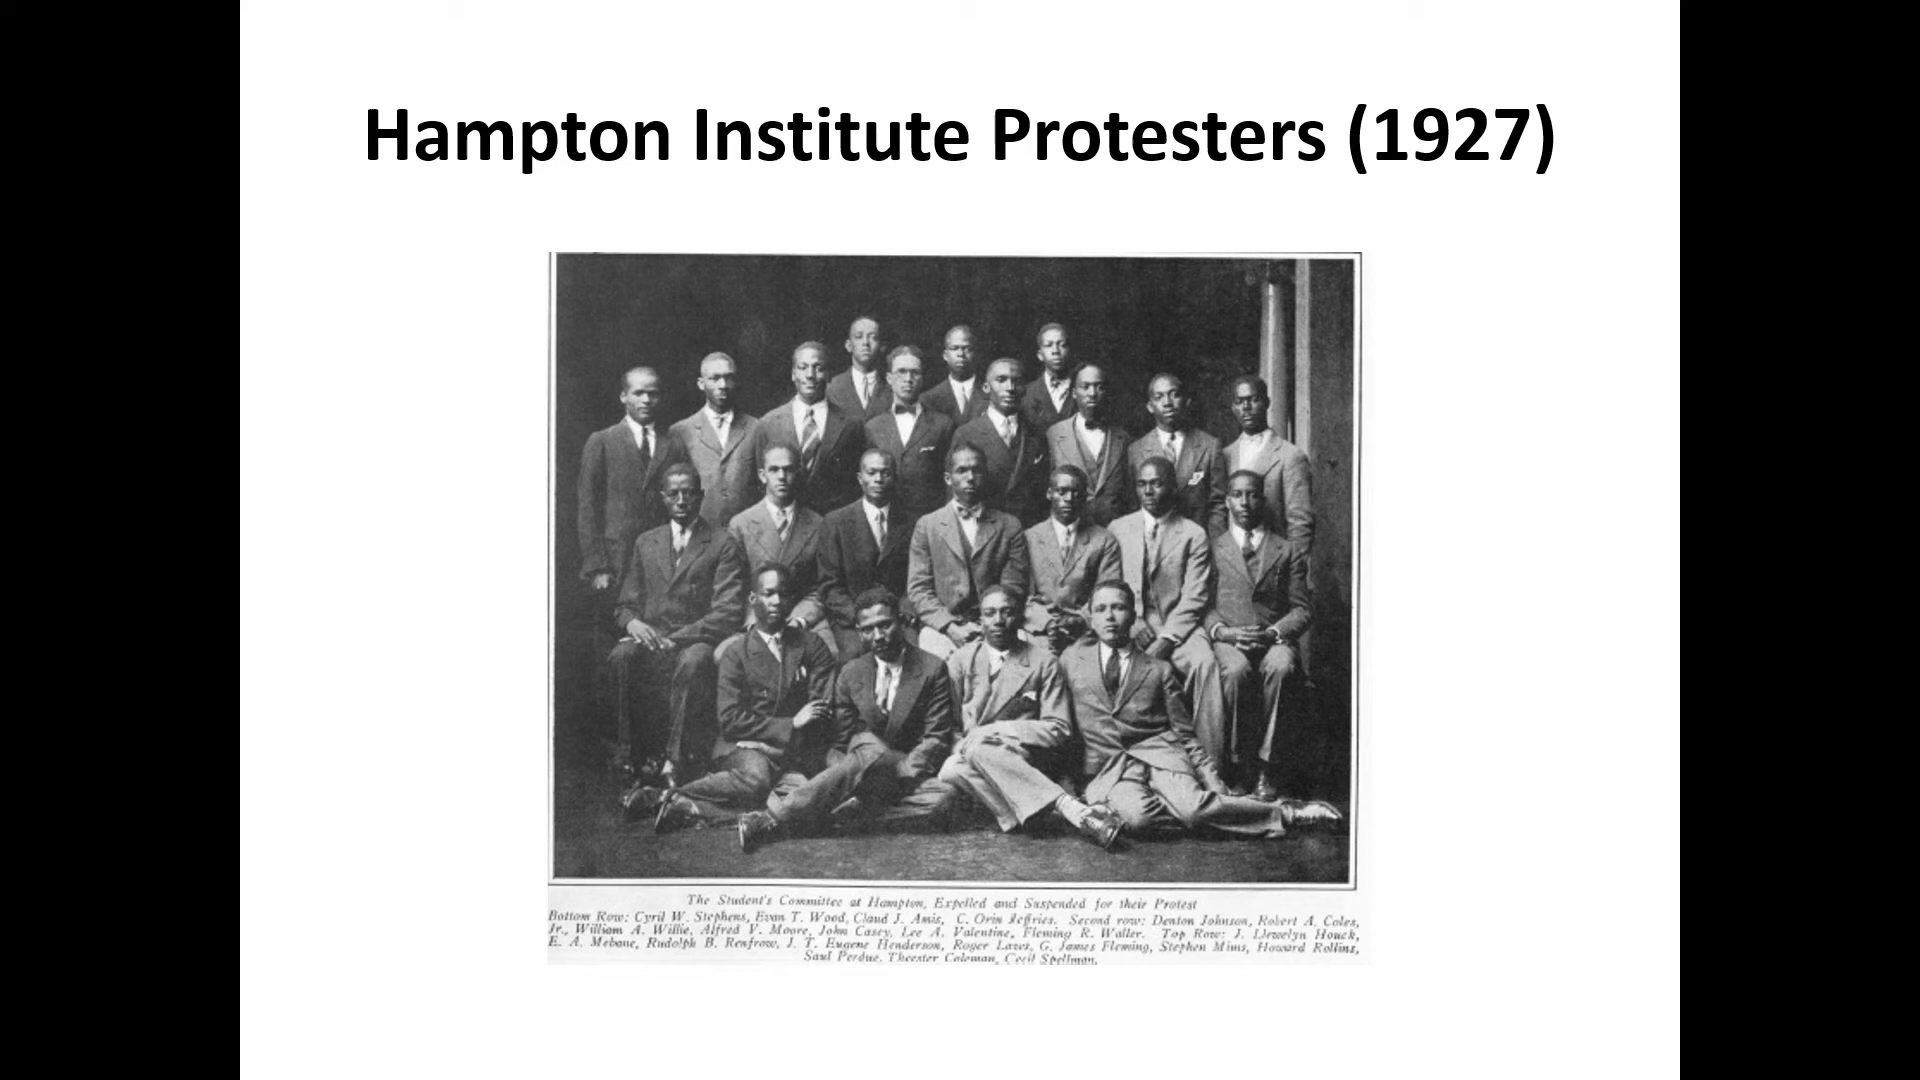 Hampton Institute Protesters (1927)
The Student's Committee at Hampton, Expelled and Suspended for their Protest
Bottom Row: Cyril W. Stephens, Evan T. Wood, Claud J. Amis, C. Orin Jeffries. Second row: Denton Johnson, Robert A. Coles,
Jr., William A. Willie, Alfred V. Moore, John Casey, Lee A. Valentine, Fleming R. Waller. Top Row: J. Llewelyn Houck,
E. A. Mebane, Rudolph B. Renfrow, J. T. Eugene Henderson, Roger Laws, G. James Fleming, Stephen Mims, Howard Rollins,
Saul Perdue, Theester Coleman, Cecil Spellman.